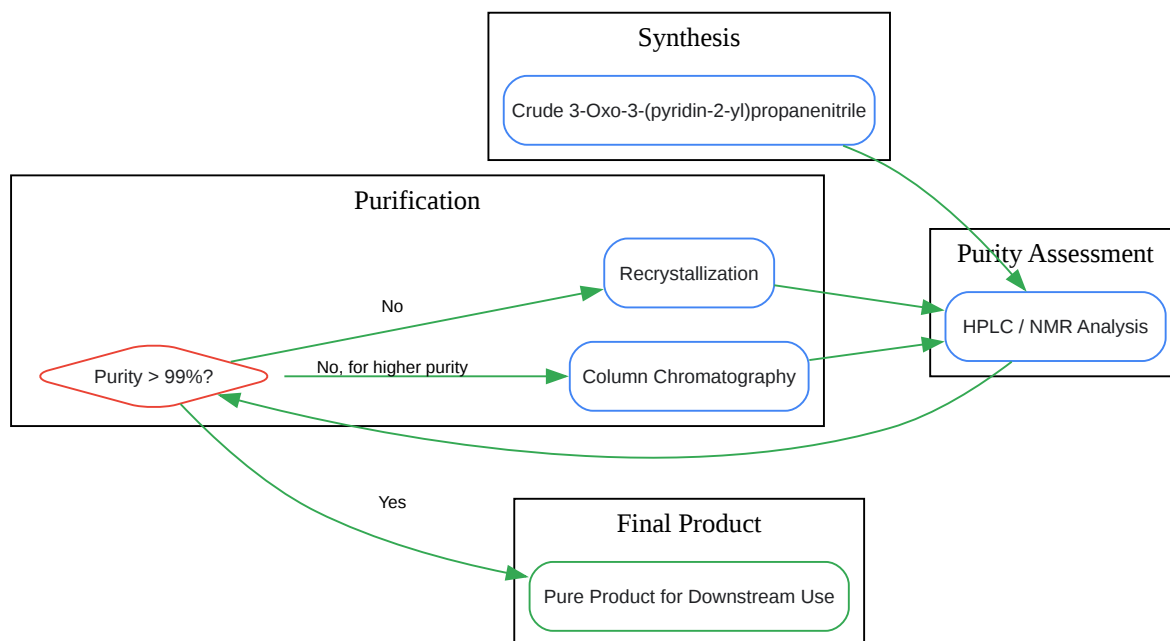 Synthesis
Crude 3-Oxo-3-(pyridin-2-yl)propanenitrile
Purification
Recrystallization
Purity Assessment
HPLC / NMR Analysis
No
No, for higher purity
Purity > 99%?
Column Chromatography
Yes
Final Product
Pure Product for Downstream Use